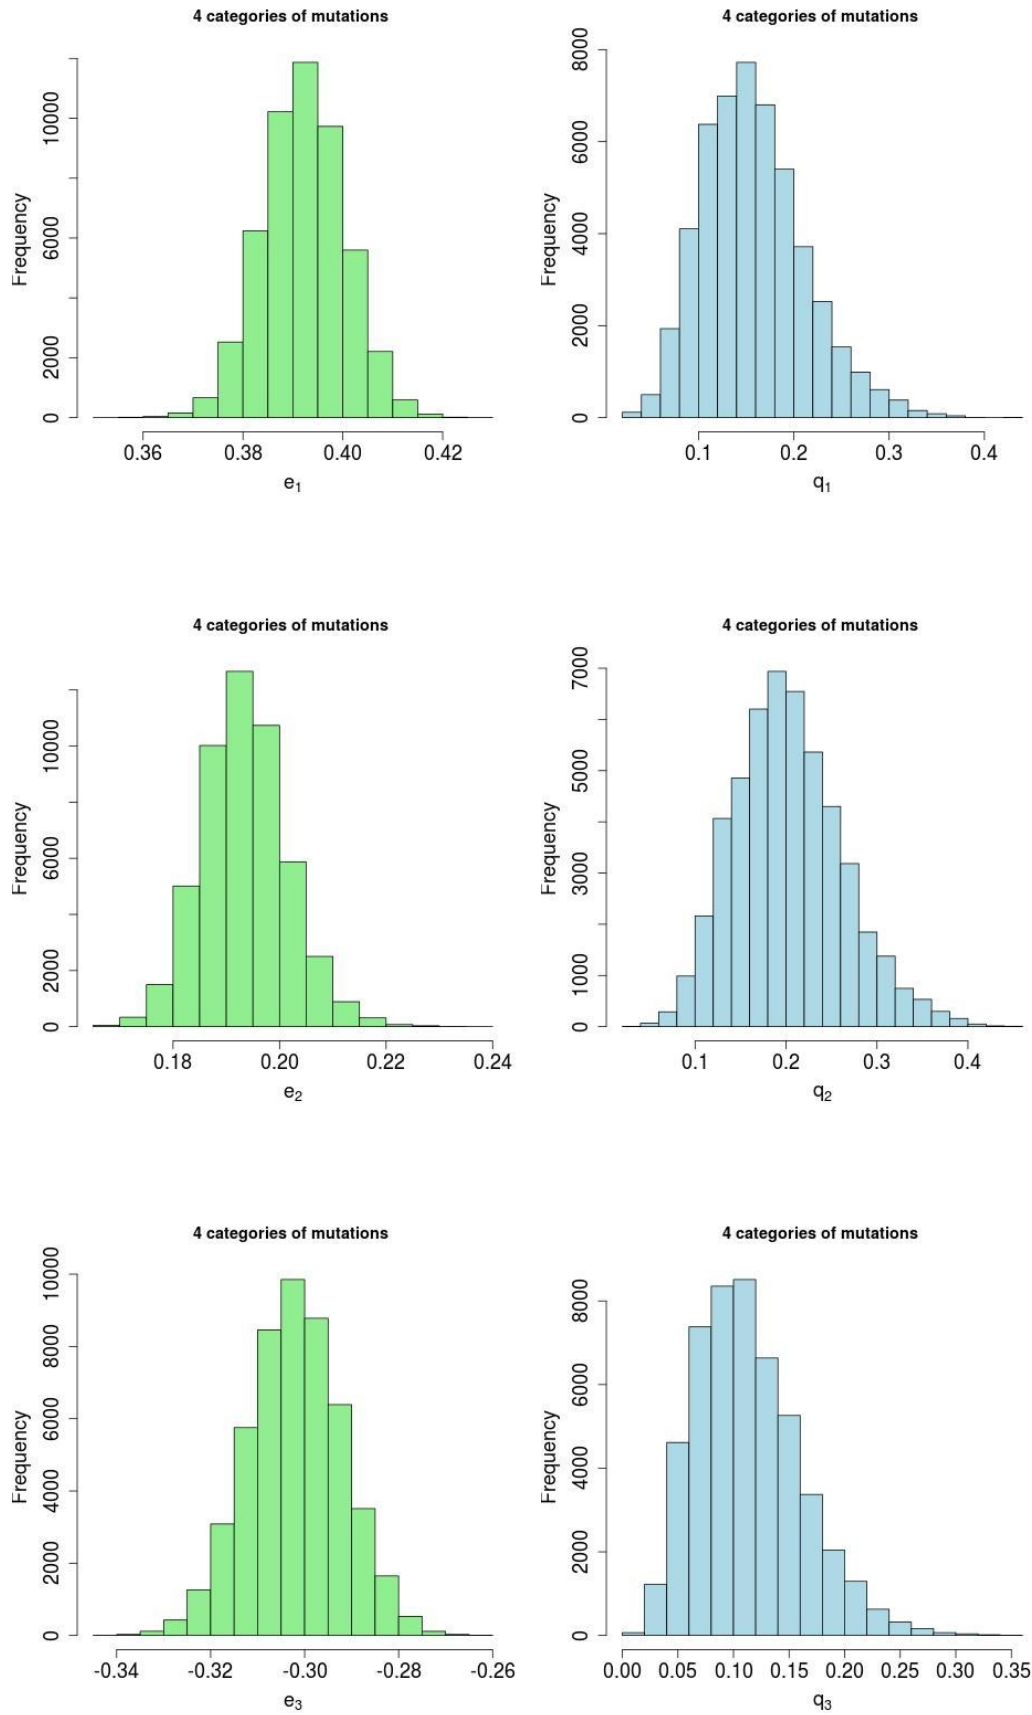 4 categories of mutations
Frequency
0 2000 6000 10000
0.36 0.38 0.40 0.42
e1
4 categories of mutations
Frequency
0 2000 4000 6000 8000
0.1 0.2 0.3 0.4
q1
4 categories of mutations
Frequency
0 2000 6000 10000
0.18 0.20 0.22 0.24
e2
4 categories of mutations
Frequency
0 1000 3000 5000 7000
0.1 0.2 0.3 0.4
q2
4 categories of mutations
Frequency
0 2000 4000 6000 8000 10000
-0.34 -0.32 -0.30 -0.28 -0.26
e3
4 categories of mutations
Frequency
0 2000 4000 6000 8000
0.00 0.05 0.10 0.15 0.20 0.25 0.30 0.35
q3